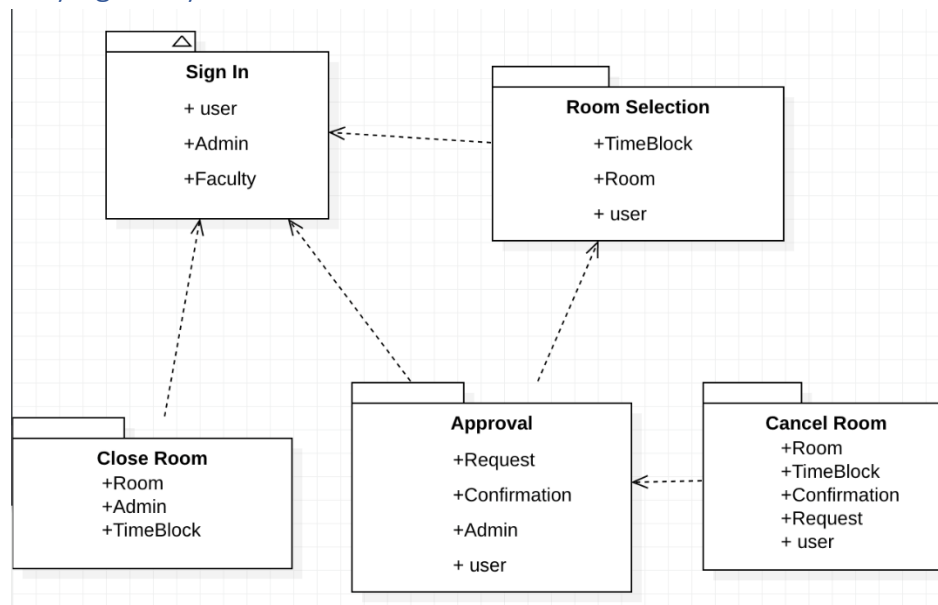 Sign In
+ user
+Admin
+Faculty
Room Selection
+TimeBlock
+Room
+ user
Close Room
+Room
+Admin
+TimeBlock
Approval
+Request
+Confirmation
+Admin
+ user
Cancel Room
+Room
+TimeBlock
+Confirmation
+Request
+ user